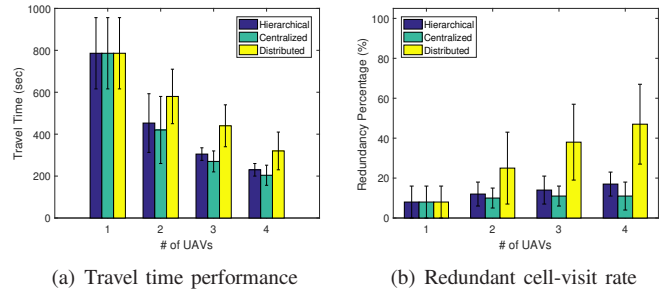 1000
800
600
400
200
0
Travel Time (sec)
Hierarchical
Centralized
Distributed
1 2 3 4
# of UAVs
(a) Travel time performance
100
80
60
40
20
0
Redundancy Percentage (%)
Hierarchical
Centralized
Distributed
1 2 3 4
# of UAVs
(b) Redundant cell-visit rate